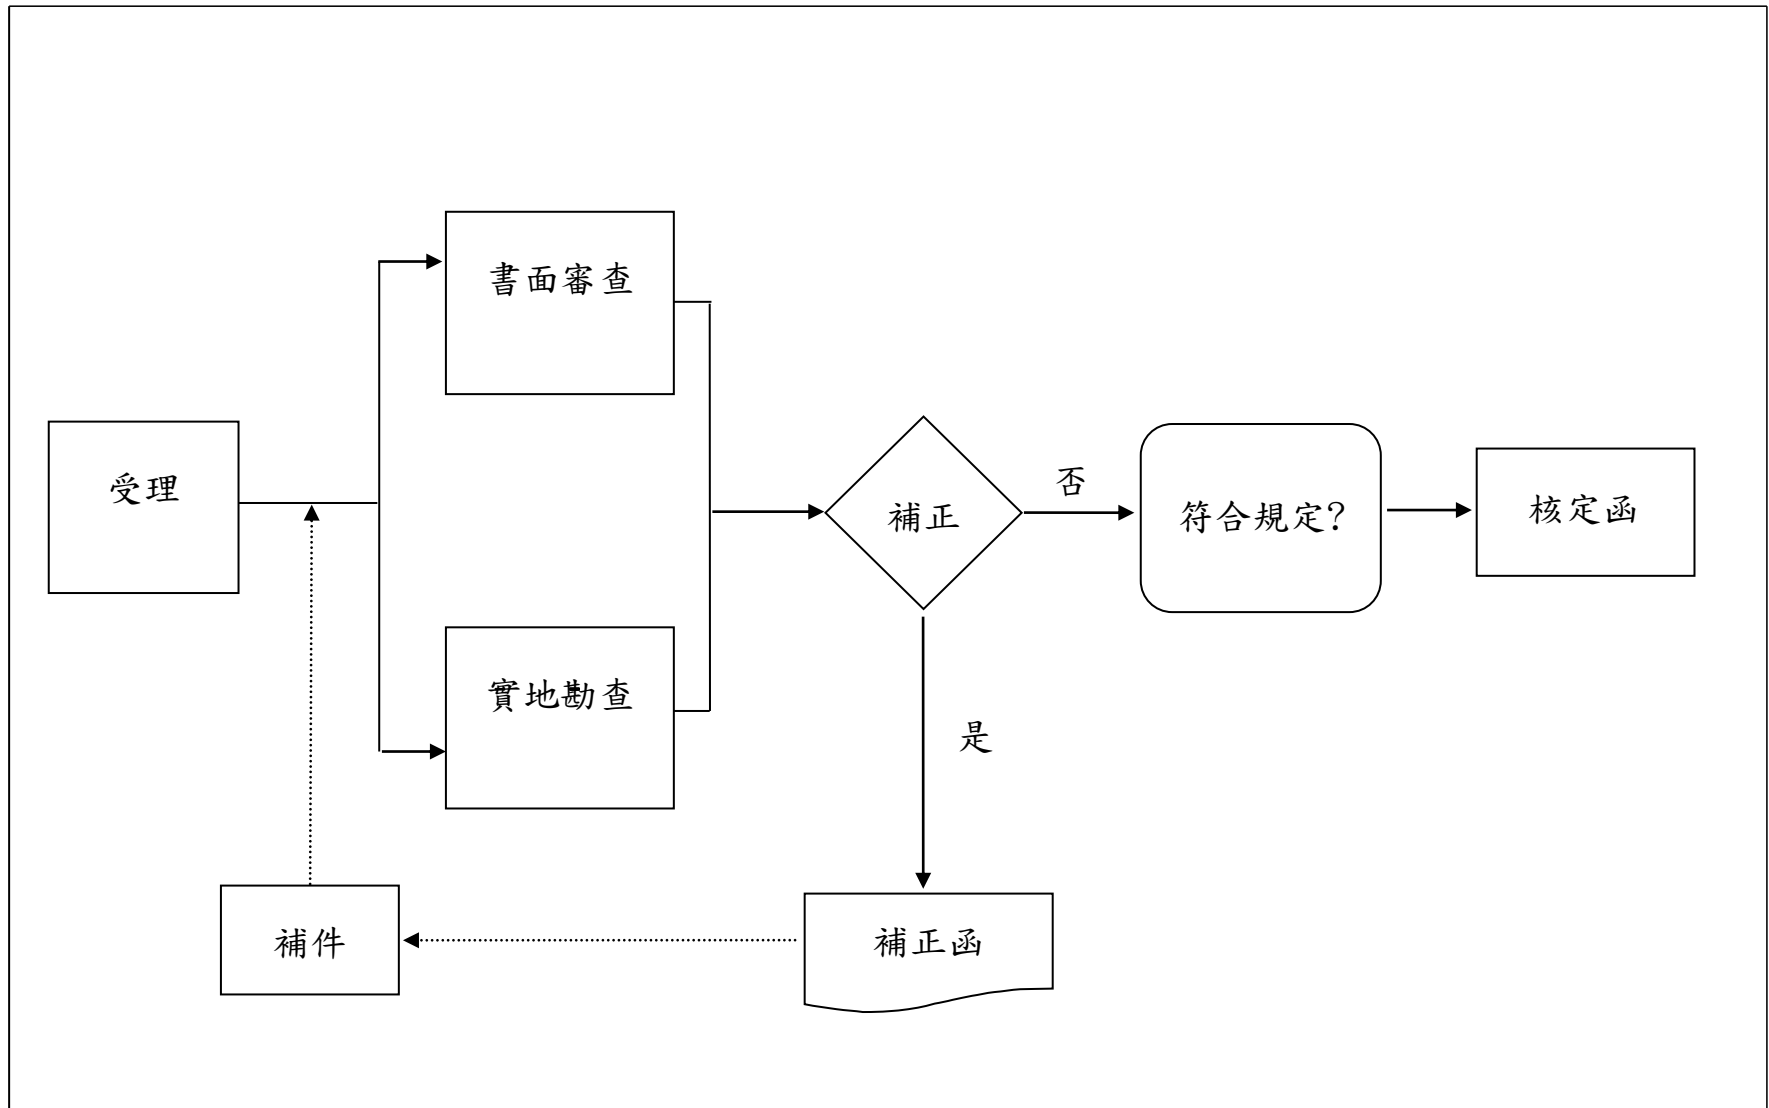 書面審查
受理
否
補正
符合規定?
核定函
實地勘查
是
補件
補正函